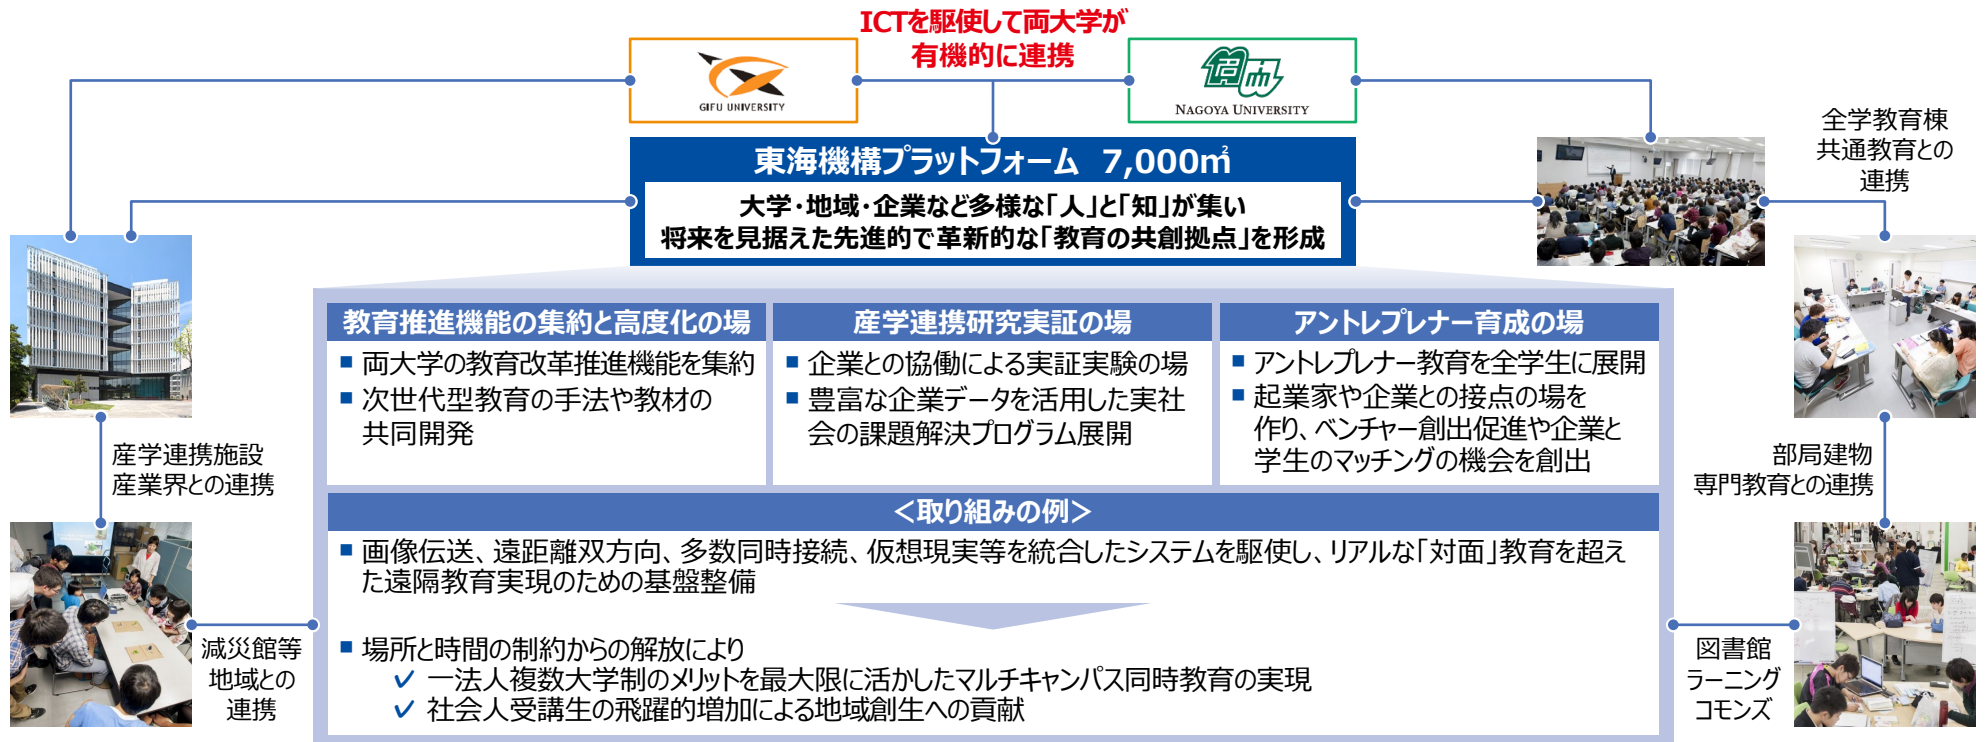 ICTを駆使して両大学が
有機的に連携
GIFU UNIVERSITY
名大
NAGOYA UNIVERSITY
東海機構プラットフォーム 7,000㎡
大学・地域・企業など多様な「人」と「知」が集い
将来を見据えた先進的で革新的な「教育の共創拠点」を形成
全学教育棟
共通教育との
連携
教育推進機能の集約と高度化の場
■ 両大学の教育改革推進機能を集約
■ 次世代型教育の手法や教材の
共同開発
産学連携研究実証の場
■ 企業との協働による実証実験の場
■ 豊富な企業データを活用した実社
会の課題解決プログラム展開
アントレプレナー育成の場
■ アントレプレナー教育を全学生に展開
■ 起業家や企業との接点の場を
作り、ベンチャー創出促進や企業と
学生のマッチングの機会を創出
産学連携施設
産業界との連携
部局建物
専門教育との連携
＜取り組みの例＞
■ 画像伝送、遠距離双方向、多数同時接続、仮想現実等を統合したシステムを駆使し、リアルな「対面」教育を超え
た遠隔教育実現のための基盤整備
■ 場所と時間の制約からの解放により
✓ 一法人複数大学制のメリットを最大限に活かしたマルチキャンパス同時教育の実現
✓ 社会人受講生の飛躍的増加による地域創生への貢献
減災館等
地域との
連携
図書館
ラーニング
コモンズ